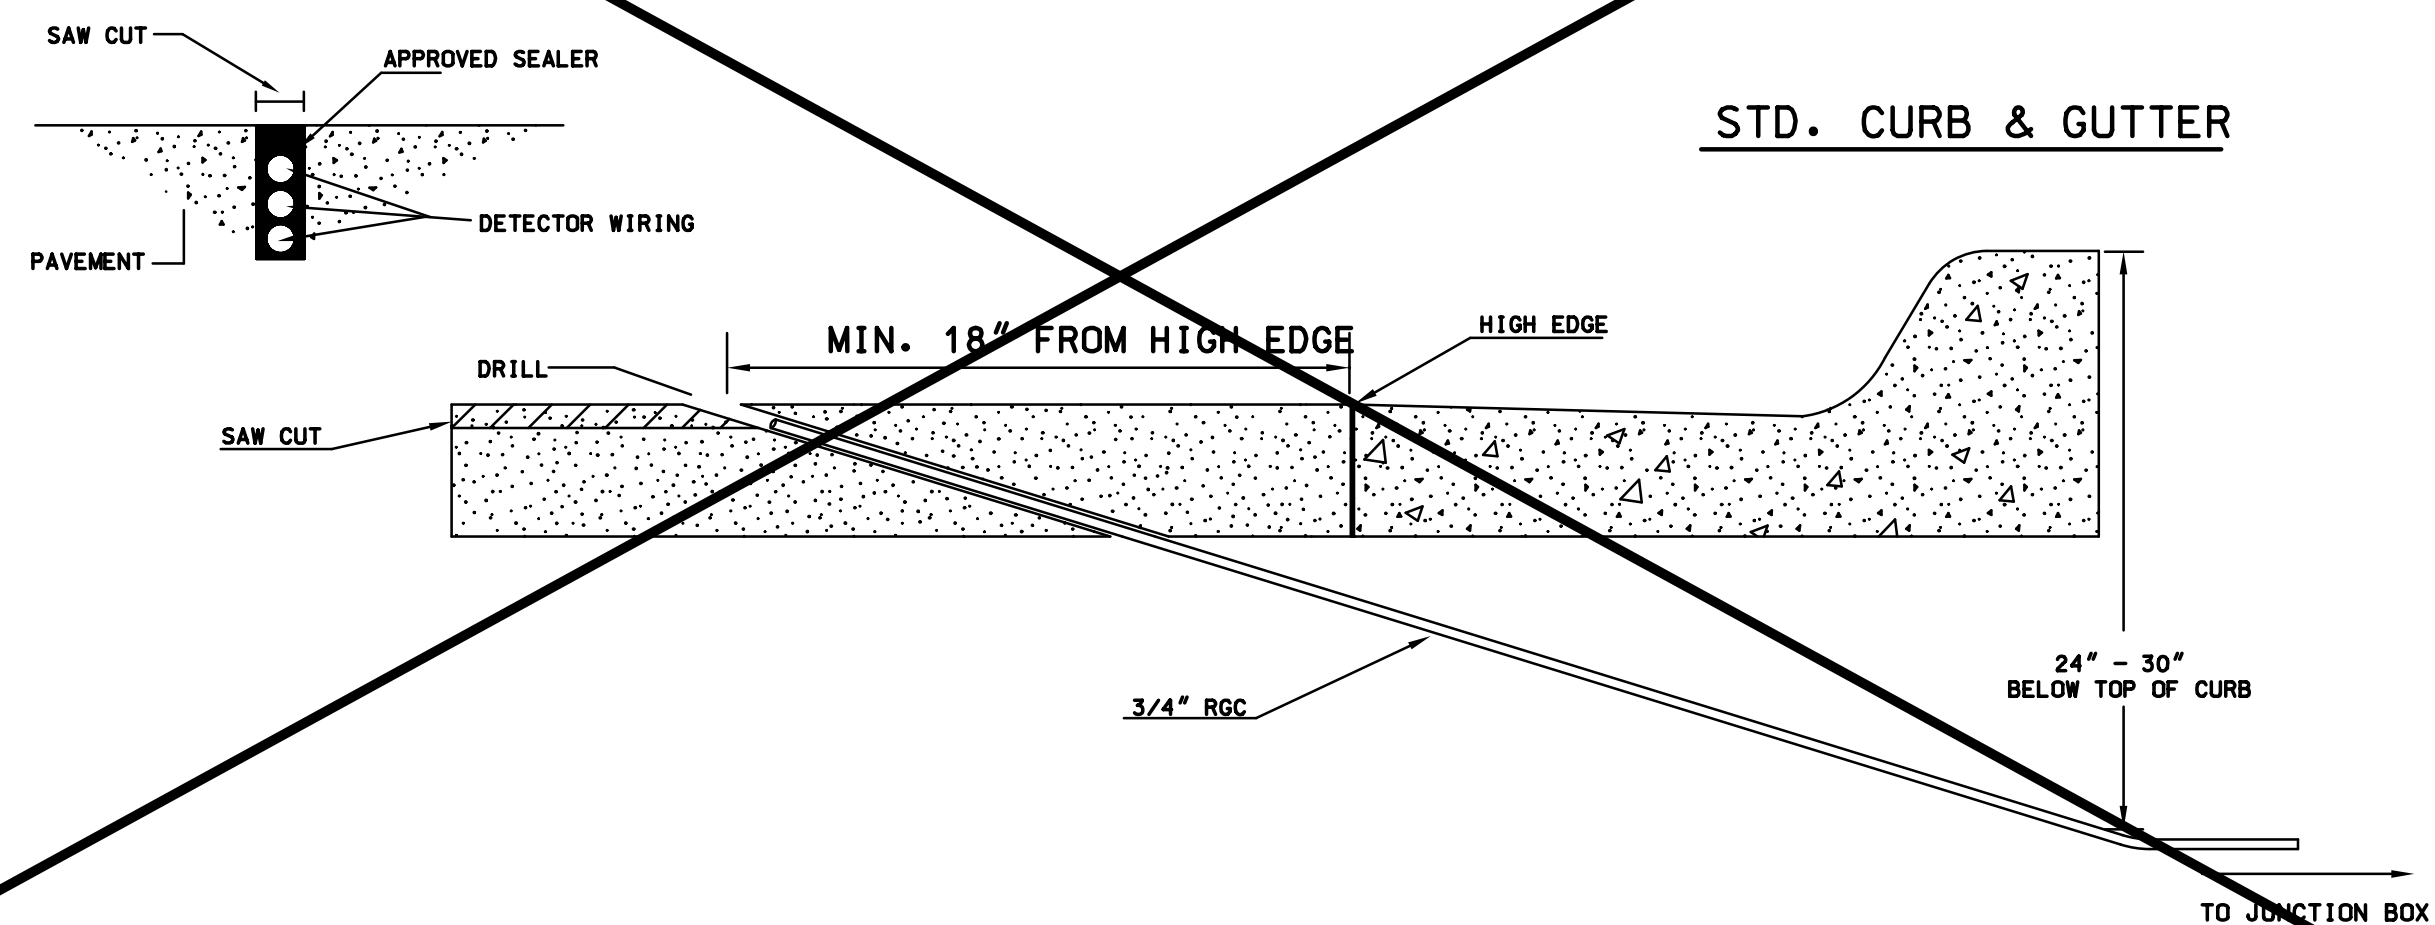 SAW CUT
APPROVED SEALER
STD. CURB & GUTTER
DETECTOR WIRING
PAVEMENT
MIN. 18" FROM HIGH EDGE
HIGH EDGE
DRILL
SAW CUT
24" - 30"
BELOW TOP OF CURB
3/4" RGC
TO JUNCTION BOX